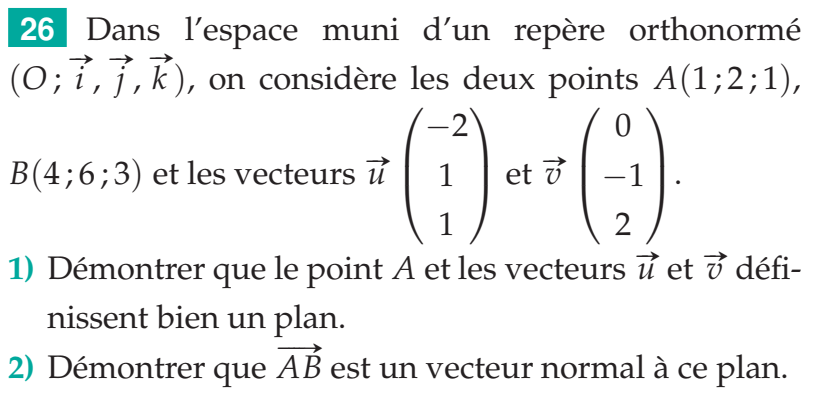 26 Dans l'espace muni d'un repère orthonormé
(O; \vec{i}, \vec{j}, \vec{k}), on considère les deux points A(1;2;1),
B(4;6;3) et les vecteurs \vec{u} \begin{pmatrix} -2 \\ 1 \\ 1 \end{pmatrix} et \vec{v} \begin{pmatrix} 0 \\ -1 \\ 2 \end{pmatrix}.
1) Démontrer que le point A et les vecteurs \vec{u} et \vec{v} défi-
nissent bien un plan.
2) Démontrer que \overrightarrow{AB} est un vecteur normal à ce plan.